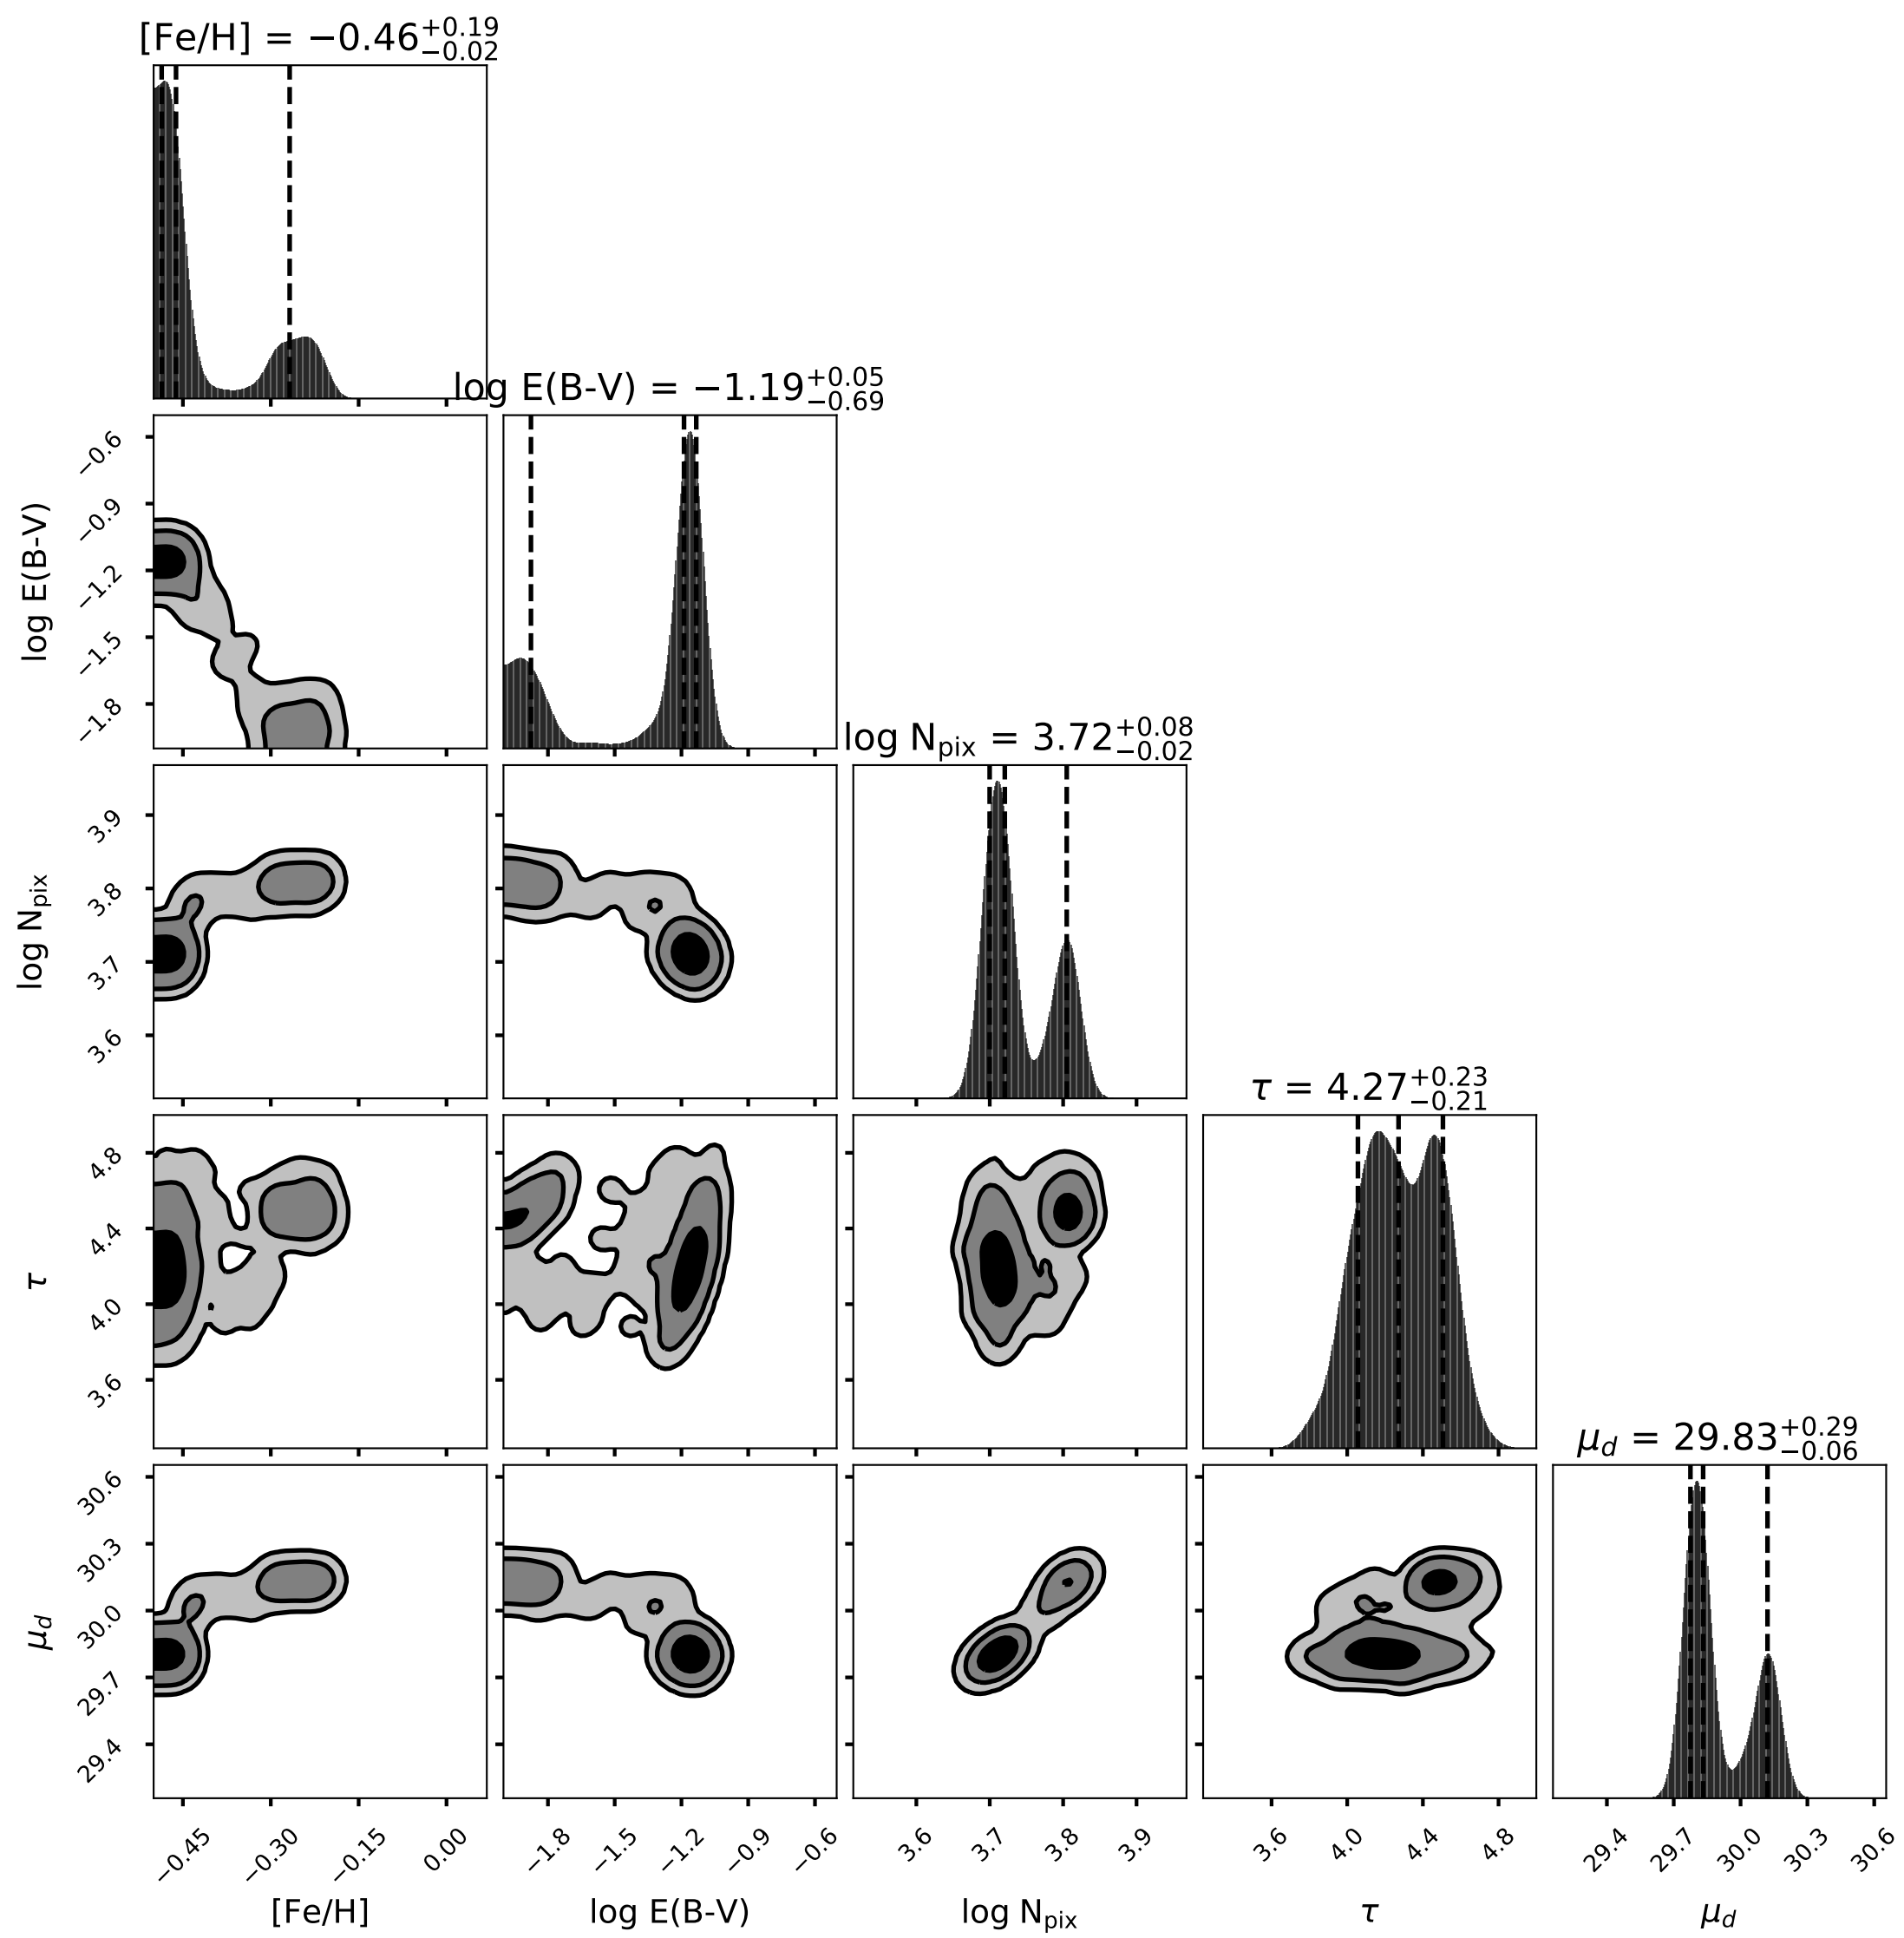 [Fe/H] = −0.46 +0.19 −0.02
log E(B-V) = −1.19 +0.05 −0.69
−0.6
−0.9
−1.2
−1.5
−1.8
log E(B-V)
log Npix = 3.72 +0.08 −0.02
3.9
3.8
3.7
3.6
log Npix
τ = 4.27 +0.23 −0.21
4.8
4.4
4.0
3.6
τ
μd = 29.83 +0.29 −0.06
30.6
30.3
30.0
29.7
29.4
μd
−0.45 −0.30 −0.15 0.00 −1.8 −1.5 −1.2 −0.9 −0.6 3.6 3.7 3.8 3.9 3.6 4.0 4.4 4.8 29.4 29.7 30.0 30.3 30.6
[Fe/H] log E(B-V) log Npix τ μd